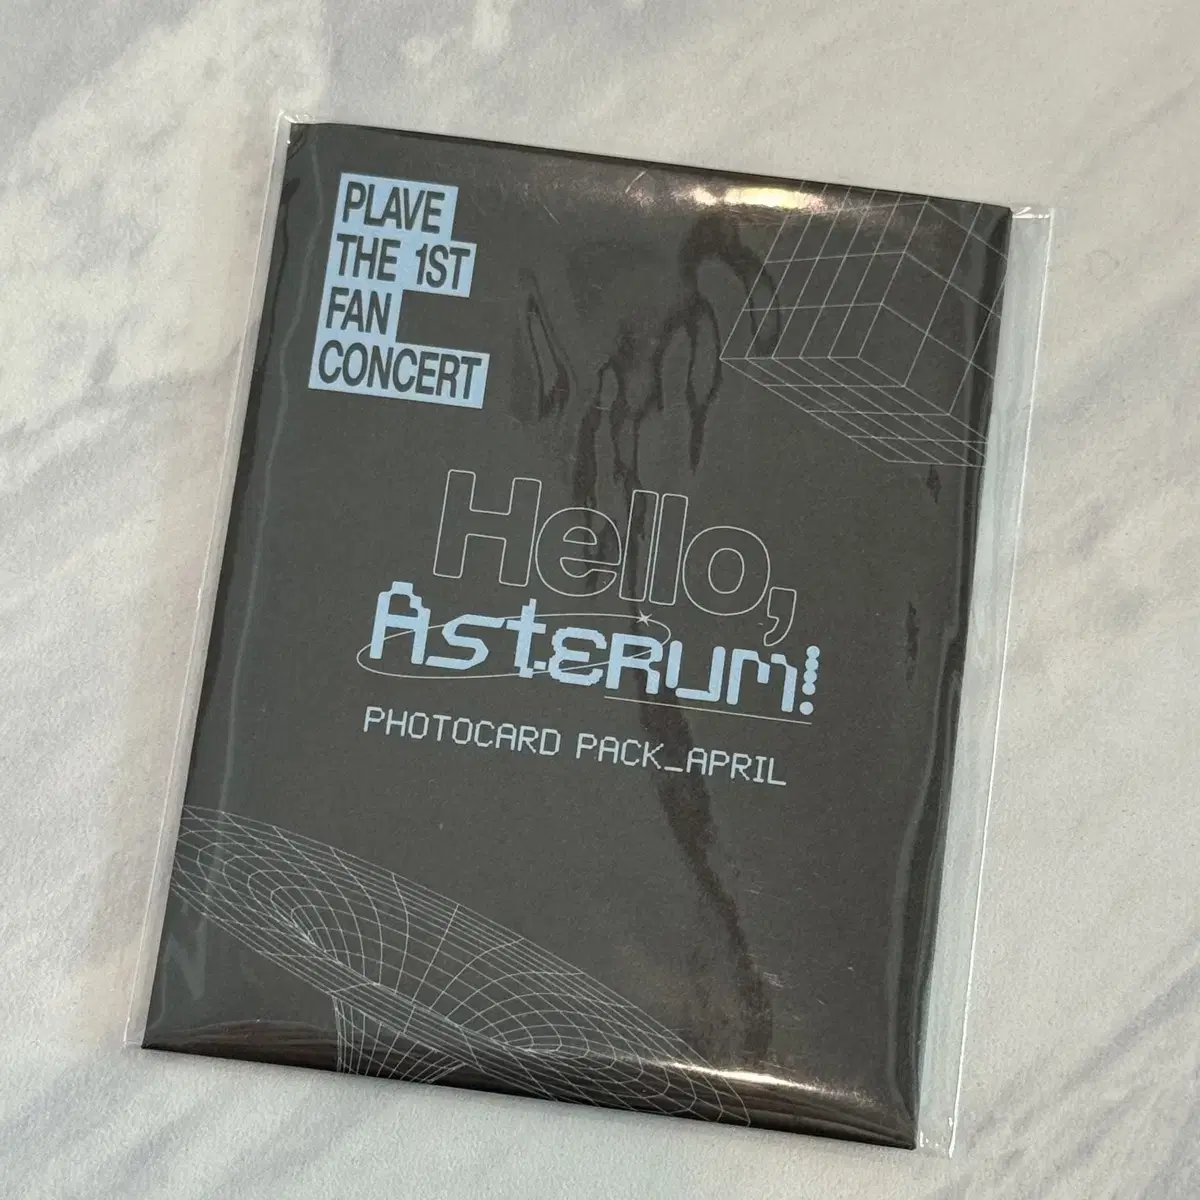 PLAVE
THE 1ST
FAN
CONCERT
Hello,
Asterum!
PHOTOCARD PACK_APRIL